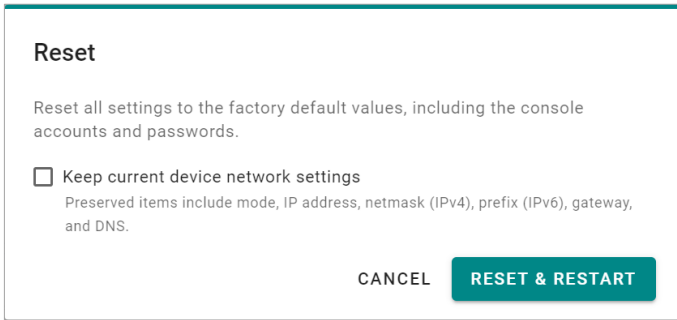 Reset
Reset all settings to the factory default values, including the console
accounts and passwords.
Keep current device network settings
Preserved items include mode, IP address, netmask (IPv4), prefix (IPv6), gateway,
and DNS.
CANCEL RESET & RESTART